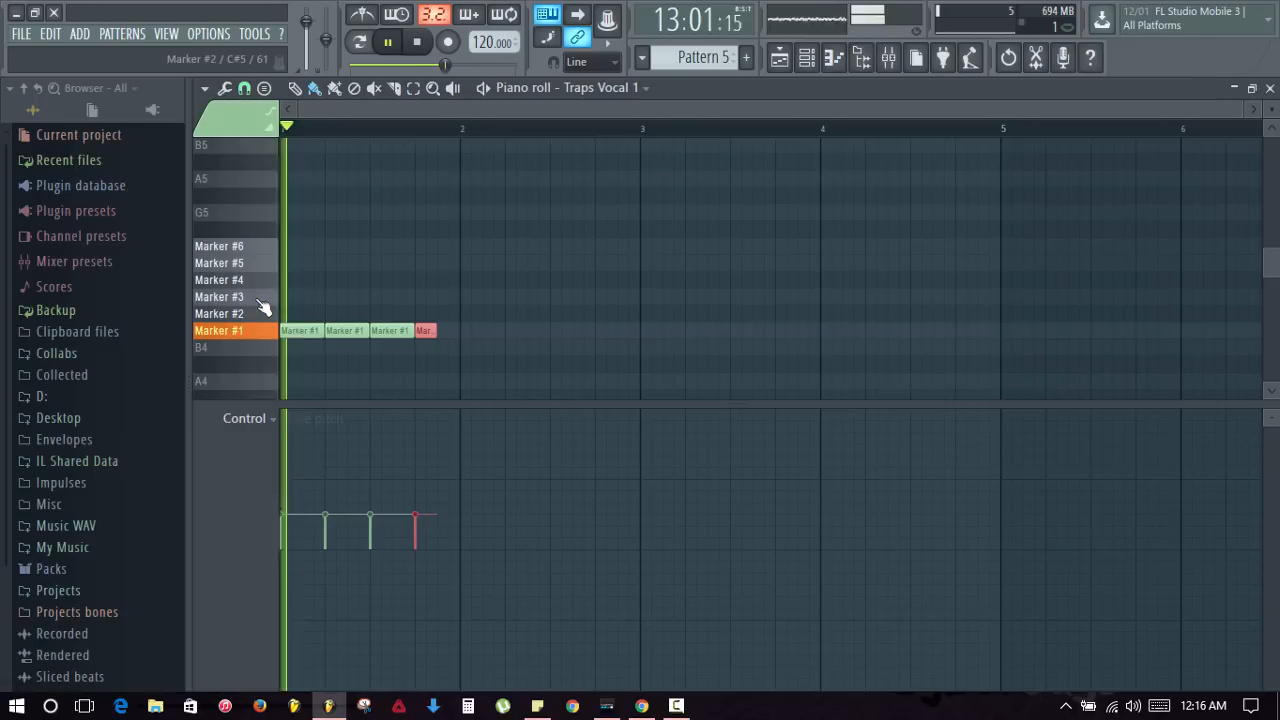 FILE EDIT ADD PATTERNS VIEW OPTIONS TOOLS ?
Marker #2 / C#5 / 61
3.2.
120.000
Line
13:01:15
B:S:T
Pattern 5
5
694 MB
1
12/01 FL Studio Mobile 3 |
All Platforms
Browser - All
Piano roll - Traps Vocal 1
Current project
Recent files
Plugin database
Plugin presets
Channel presets
Mixer presets
Scores
Backup
Clipboard files
Collabs
Collected
D:
Desktop
Envelopes
IL Shared Data
Impulses
Misc
Music WAV
My Music
Packs
Projects
Projects bones
Recorded
Rendered
Sliced beats
2 3 4 5 6
B5
A5
G5
Marker #6
Marker #5
Marker #4
Marker #3
Marker #2
Marker #1
B4
A4
Marker #1 Marker #1 Marker #1 Mar..
Control
12:16 AM